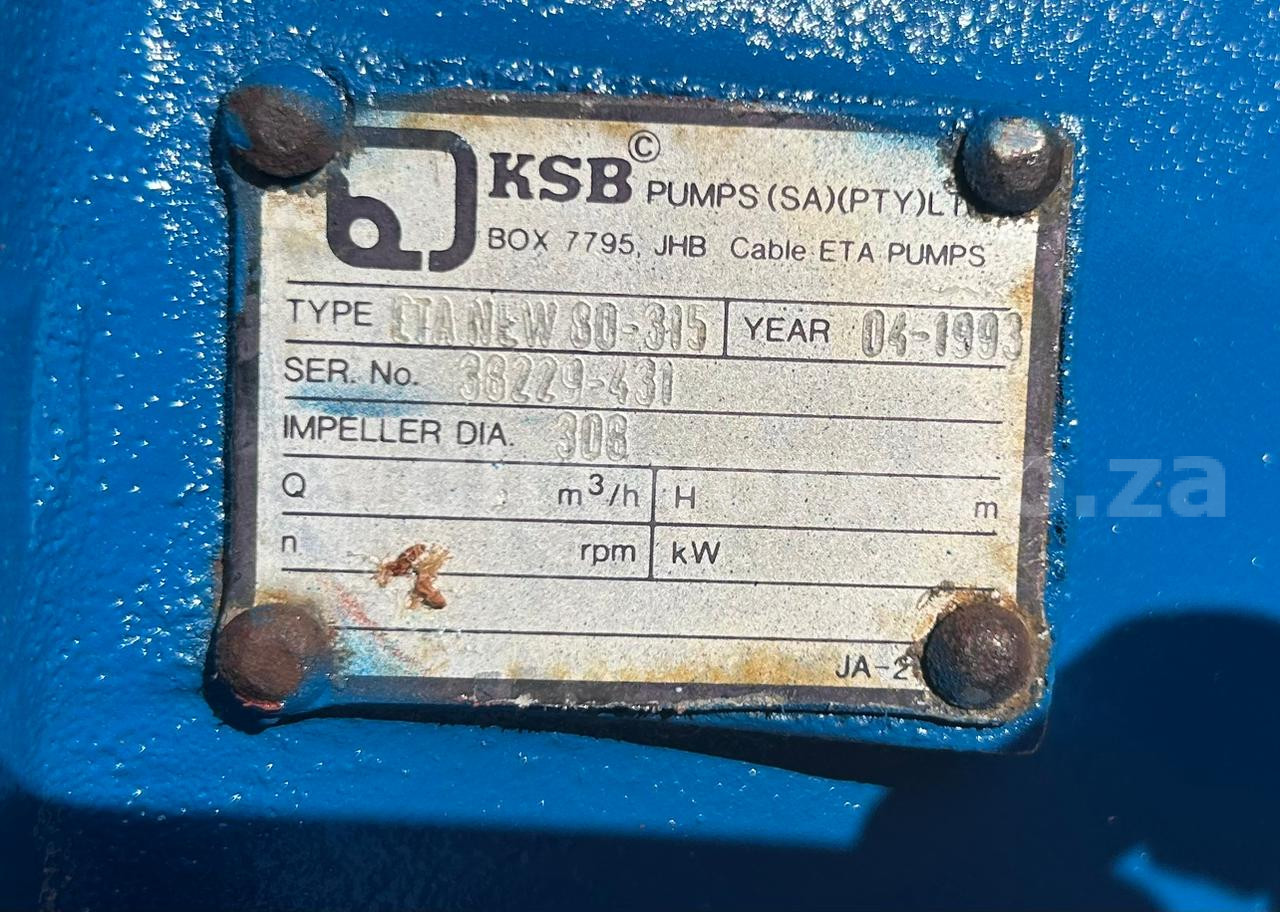 KSB © PUMPS (SA)(PTY)LTD
BOX 7795, JHB Cable ETA PUMPS
TYPE ETA NEW 80-315 YEAR 04-1993
SER. No. 38229-431
IMPELLER DIA. 308
Q m³/h H m
n rpm kW
JA-2
.za